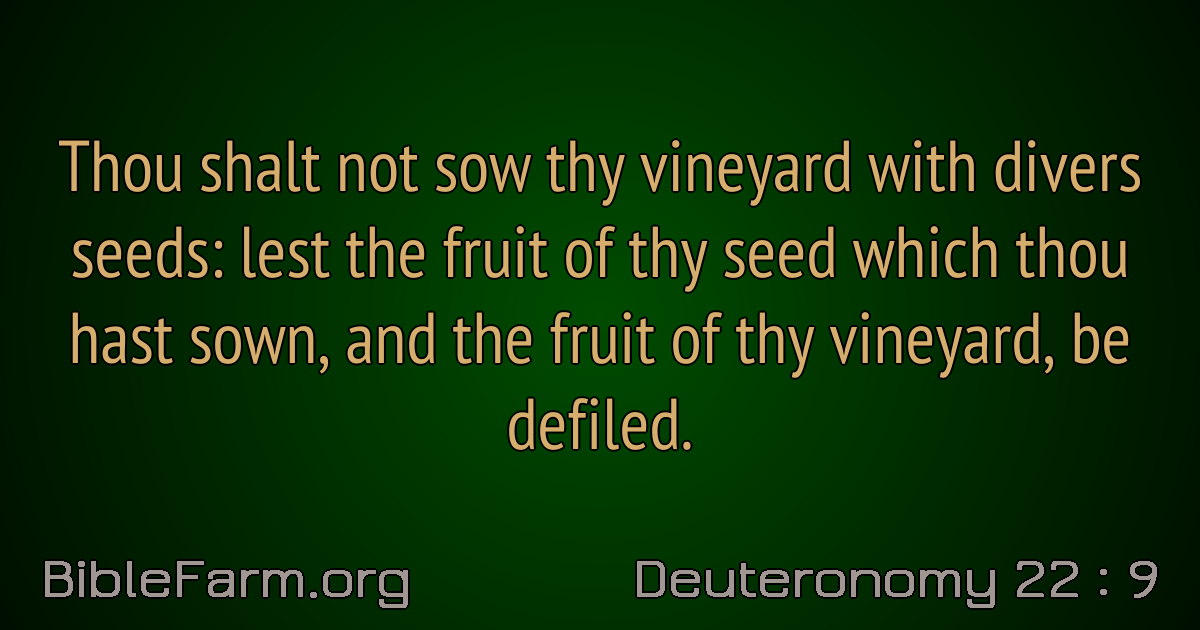 Thou shalt not sow thy vineyard with divers
seeds: lest the fruit of thy seed which thou
hast sown, and the fruit of thy vineyard, be
defiled.
BibleFarm.org
Deuteronomy 22 : 9